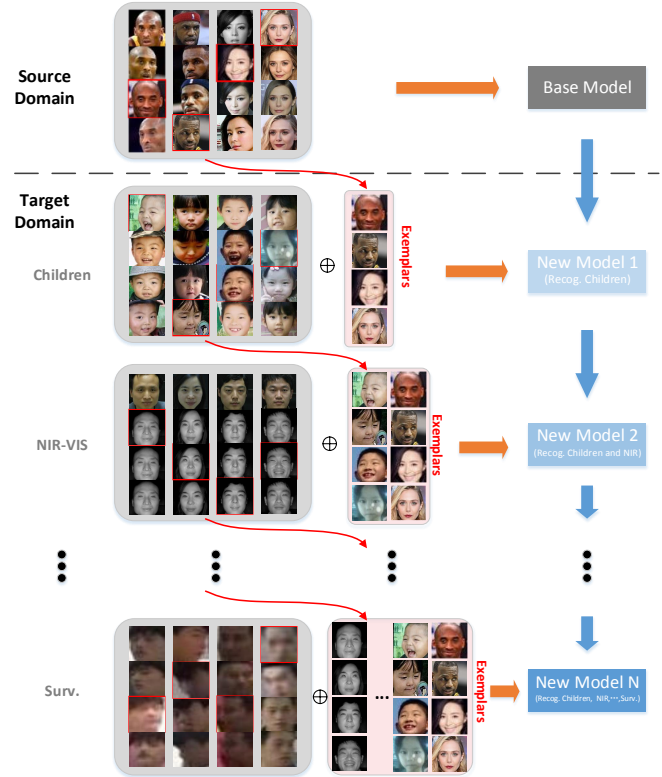 Source
Domain
Base Model
Target
Domain
Children
Exemplars
New Model 1
(Recog. Children)
NIR-VIS
Exemplars
New Model 2
(Recog. Children and NIR)
Surv.
...
Exemplars
New Model N
(Recog. Children, NIR,···,Surv.)